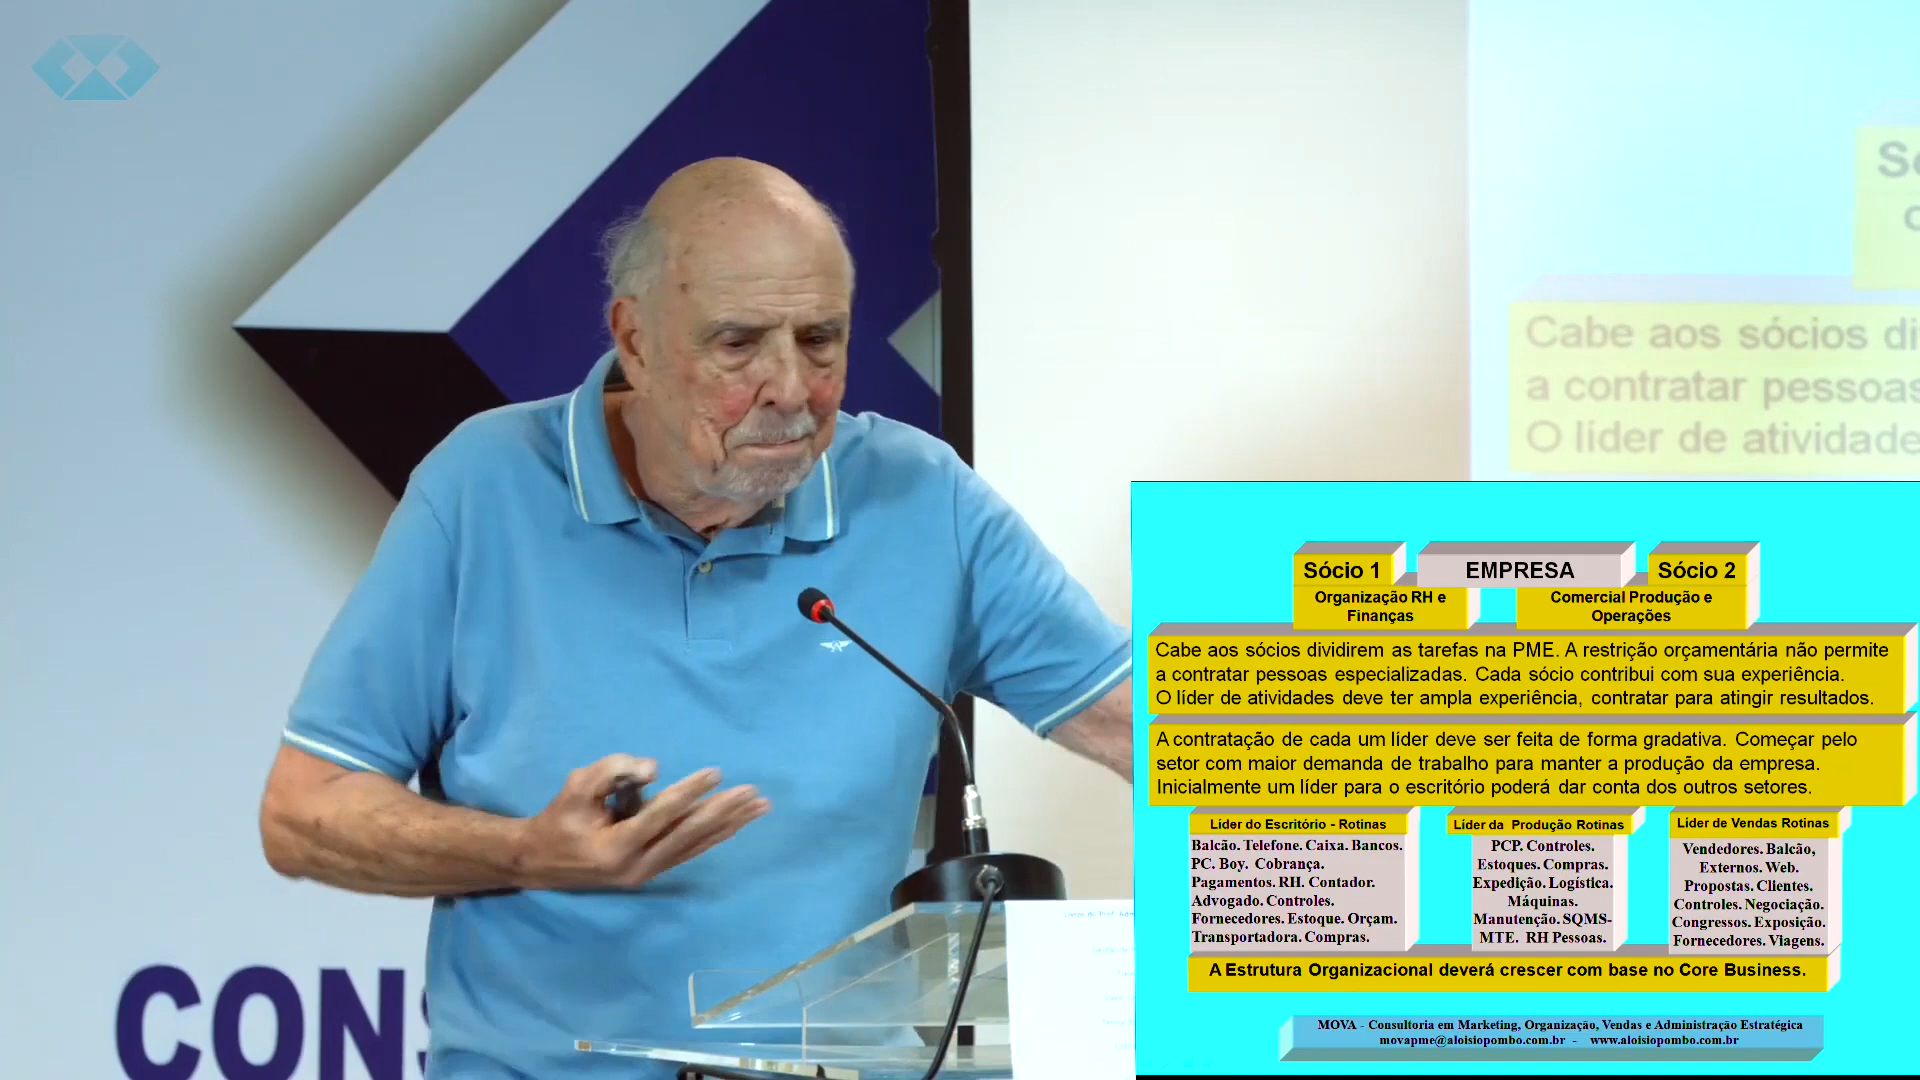 Cabe aos sócios
a contratar pessoas
O líder de atividade
CONS
Sócio 1
EMPRESA
Sócio 2
Organização RH e
Finanças
Comercial Produção e
Operações
Cabe aos sócios dividirem as tarefas na PME. A restrição orçamentária não permite
a contratar pessoas especializadas. Cada sócio contribui com sua experiência.
O líder de atividades deve ter ampla experiência, contratar para atingir resultados.
A contratação de cada um líder deve ser feita de forma gradativa. Começar pelo
setor com maior demanda de trabalho para manter a produção da empresa.
Inicialmente um líder para o escritório poderá dar conta dos outros setores.
Líder do Escritório - Rotinas
Balcão. Telefone. Caixa. Bancos.
PC. Boy. Cobrança.
Pagamentos. RH. Contador.
Advogado. Controles.
Fornecedores. Estoque. Orçam.
Transportadora. Compras.
Líder da Produção Rotinas
PCP. Controles.
Estoques. Compras.
Expedição. Logística.
Máquinas.
Manutenção. SQMS-
MTE. RH Pessoas.
Líder de Vendas Rotinas
Vendedores. Balcão,
Externos. Web.
Propostas. Clientes.
Controles. Negociação.
Congressos. Exposição.
Fornecedores. Viagens.
A Estrutura Organizacional deverá crescer com base no Core Business.
MOVA - Consultoria em Marketing, Organização, Vendas e Administração Estratégica
movapme@aloisiopombo.com.br - www.aloisiopombo.com.br